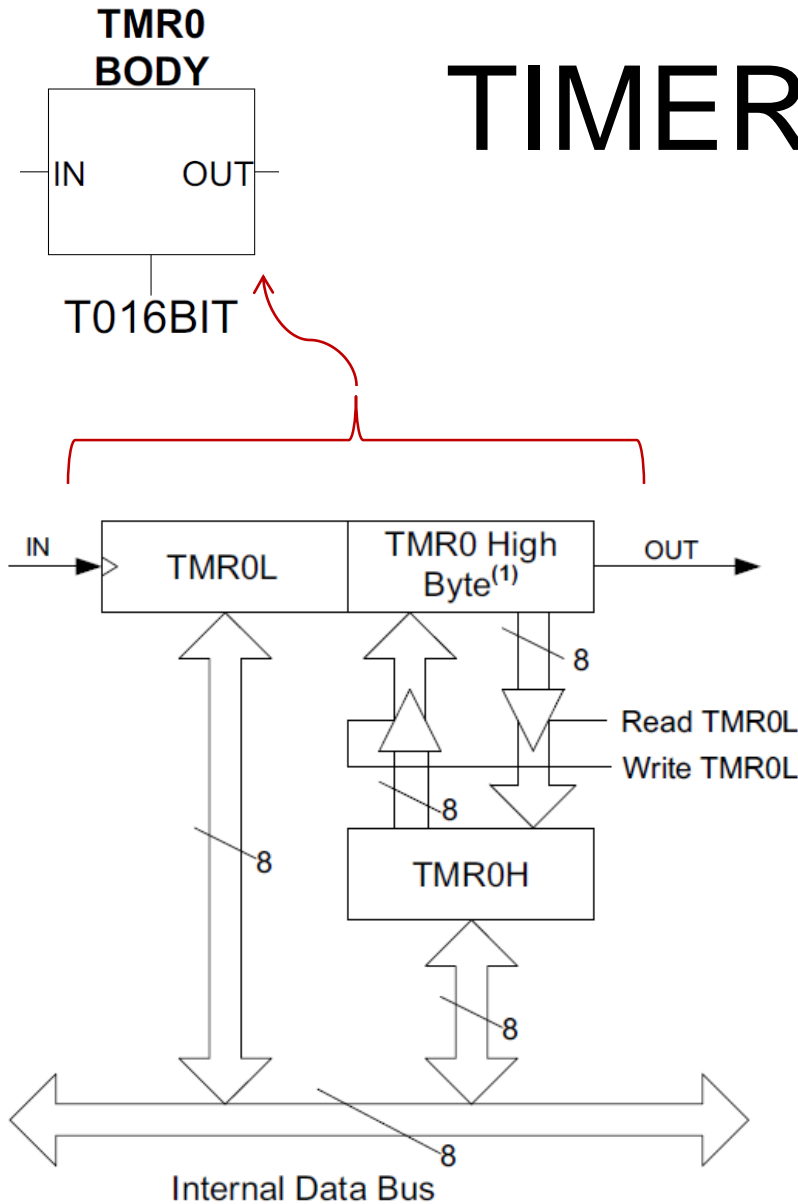 TMR0
BODY
TIMER
IN OUT
T016BIT
IN
TMR0L
TMR0 High
Byte(1)
OUT
8
Read TMR0L
Write TMR0L
8
8
TMR0H
8
8
Internal Data Bus